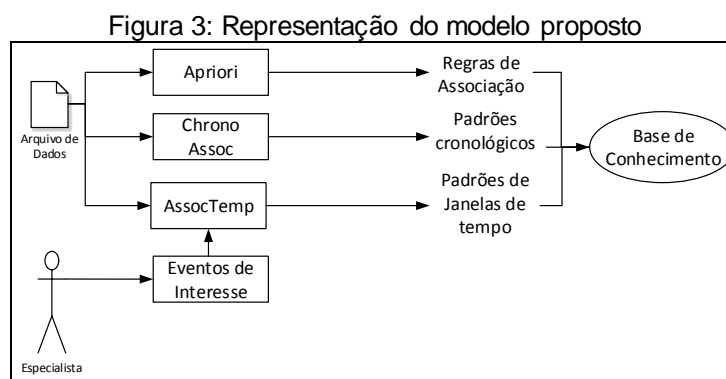 Figura 3: Representação do modelo proposto
Apriori
Regras de
Associação
Arquivo de
Dados
Chrono
Assoc
Padrões
cronológicos
Base de
Conhecimento
AssocTemp
Padrões de
Janelas de
tempo
Eventos de
Interesse
Especialista